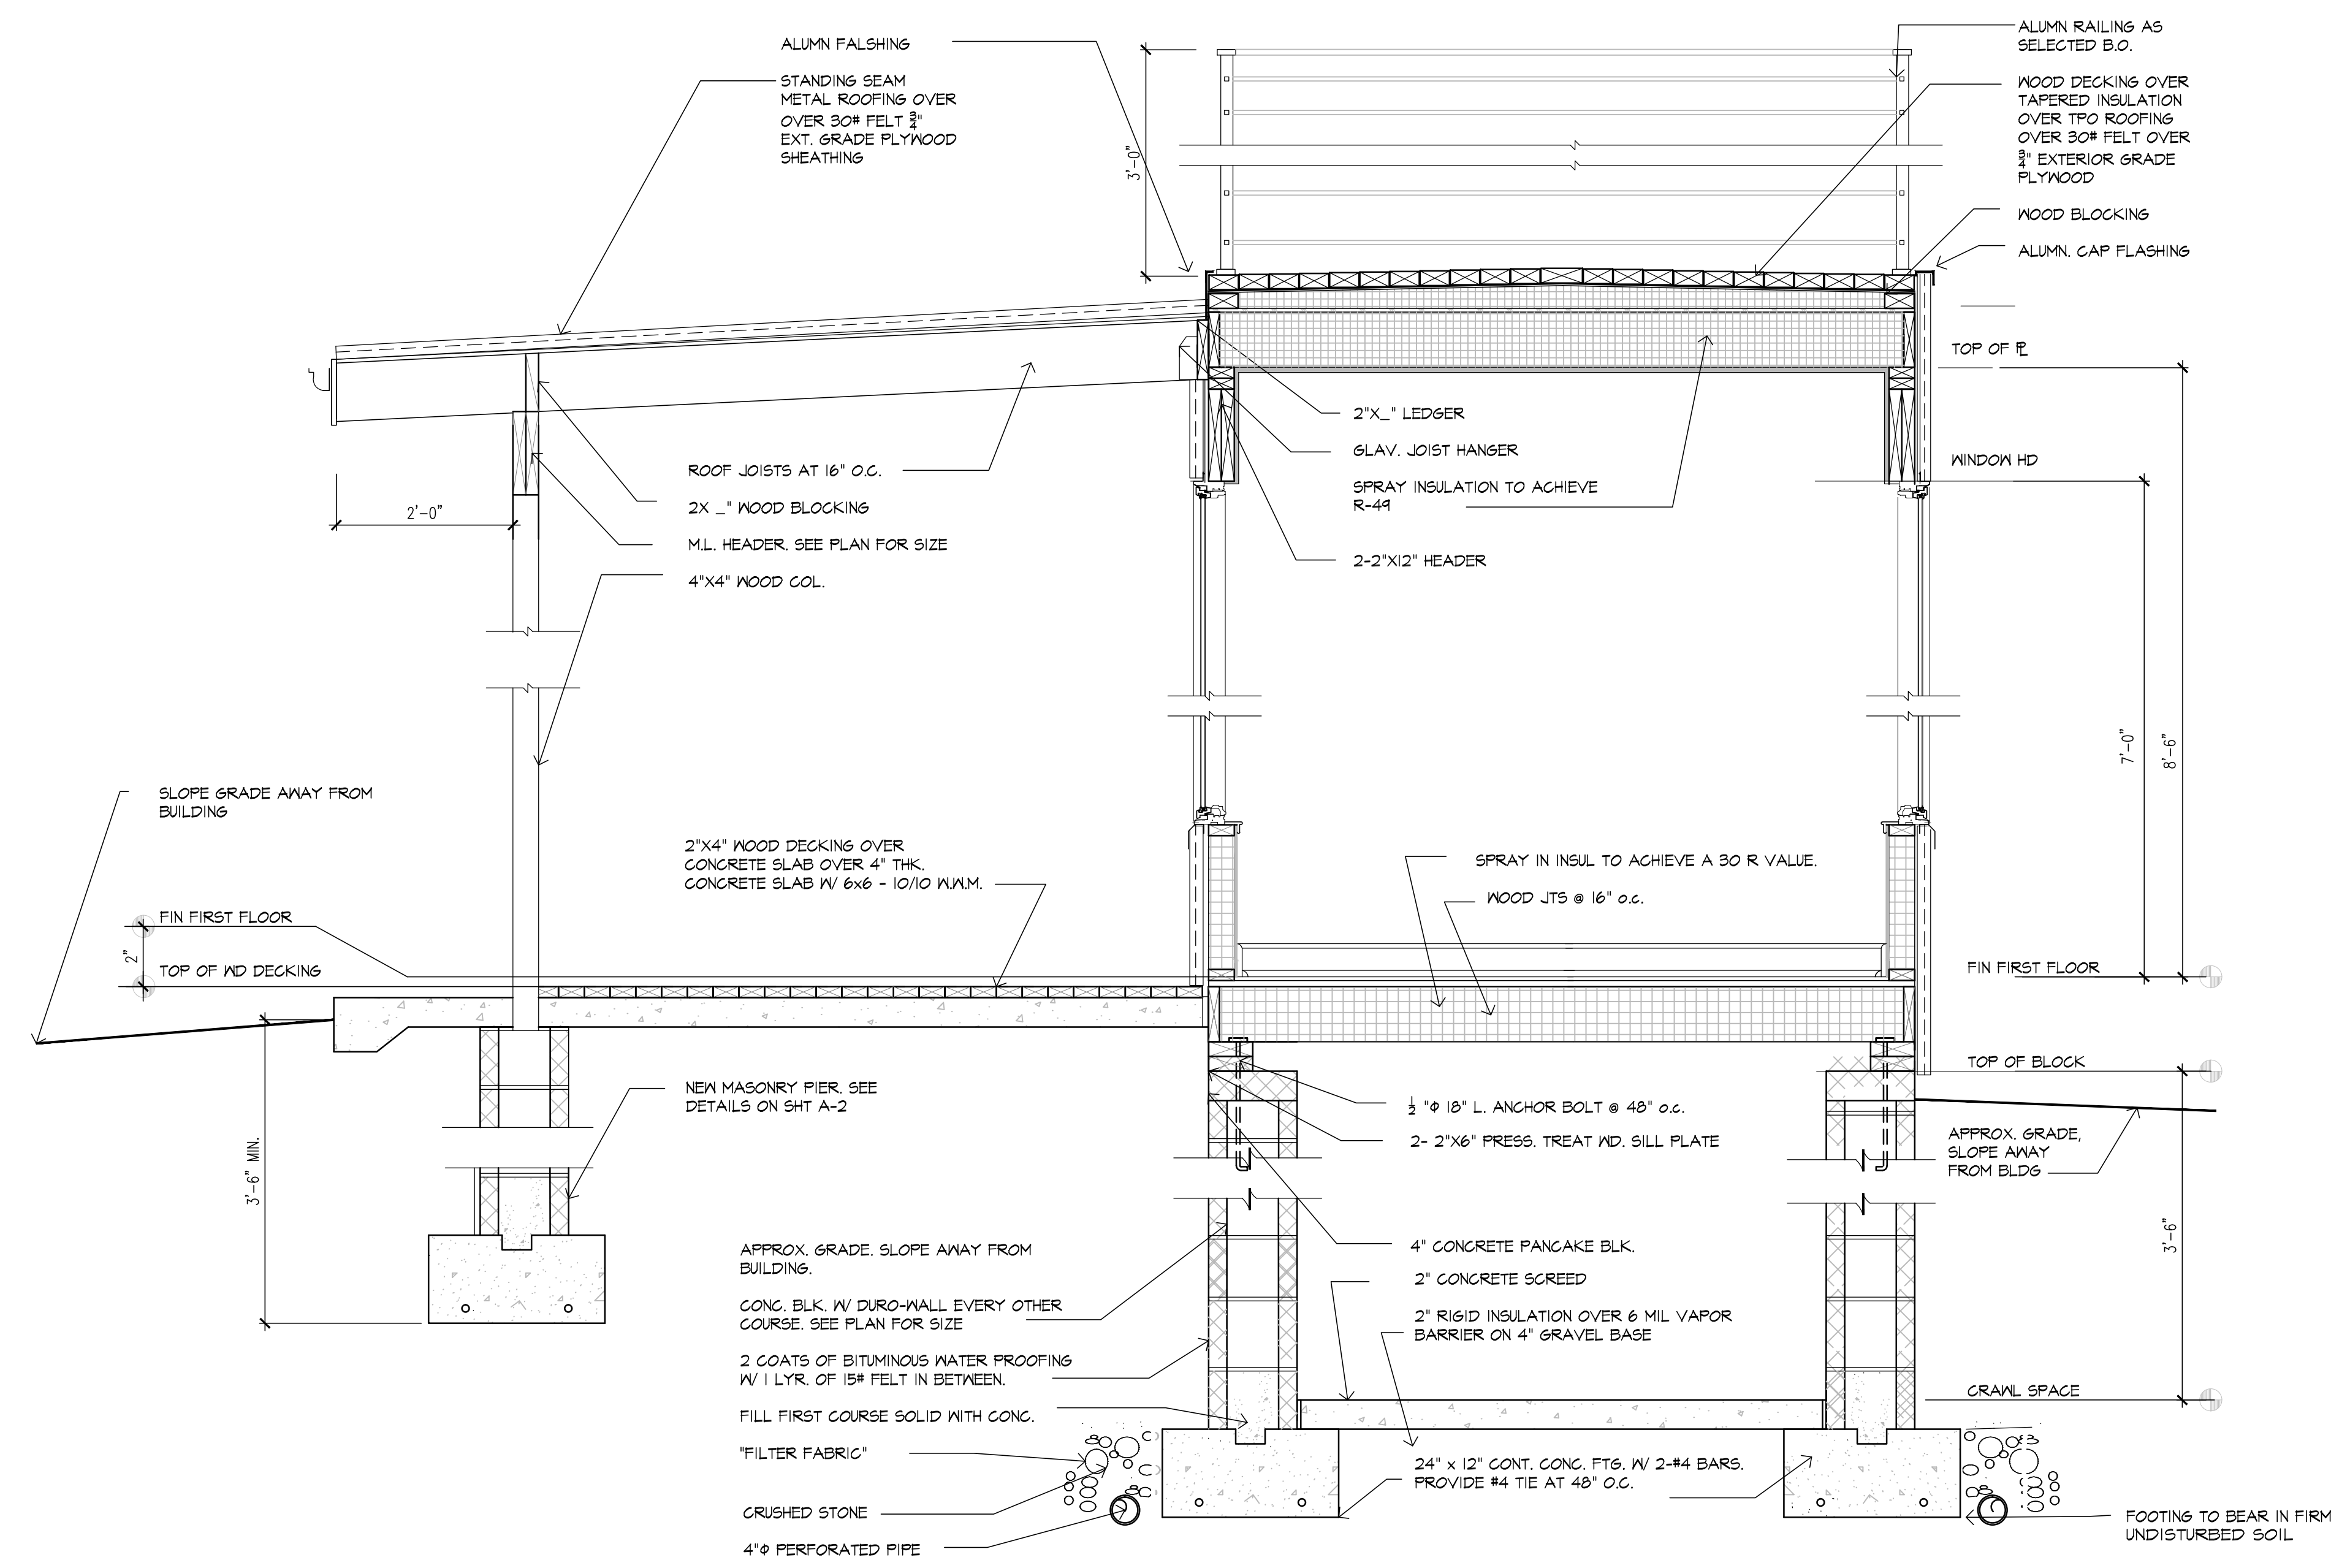 ALUMN FALSHING
STANDING SEAM
METAL ROOFING OVER
OVER 30# FELT 3/4"
EXT. GRADE PLYWOOD
SHEATHING
3'-0"
ALUMN RAILING AS
SELECTED B.O.
WOOD DECKING OVER
TAPERED INSULATION
OVER TPO ROOFING
OVER 30# FELT OVER
3/4" EXTERIOR GRADE
PLYWOOD
WOOD BLOCKING
ALUMN. CAP FLASHING
TOP OF PL
WINDOW HD
2"X_" LEDGER
GLAV. JOIST HANGER
SPRAY INSULATION TO ACHIEVE
R-49
2-2"X12" HEADER
ROOF JOISTS AT 16" O.C.
2X _" WOOD BLOCKING
M.L. HEADER. SEE PLAN FOR SIZE
4"X4" WOOD COL.
2'-0"
7'-0"
8'-6"
SLOPE GRADE AWAY FROM
BUILDING
2"X4" WOOD DECKING OVER
CONCRETE SLAB OVER 4" THK.
CONCRETE SLAB W/ 6x6 - 10/10 W.W.M.
SPRAY IN INSUL TO ACHIEVE A 30 R VALUE.
WOOD JTS @ 16" o.c.
FIN FIRST FLOOR
2"
TOP OF WD DECKING
FIN FIRST FLOOR
TOP OF BLOCK
NEW MASONRY PIER. SEE
DETAILS ON SHT A-2
3'-6" MIN.
1/2 "Φ 18" L. ANCHOR BOLT @ 48" o.c.
2- 2"X6" PRESS. TREAT WD. SILL PLATE
APPROX. GRADE,
SLOPE AWAY
FROM BLDG
3'-6"
4" CONCRETE PANCAKE BLK.
2" CONCRETE SCREED
2" RIGID INSULATION OVER 6 MIL VAPOR
BARRIER ON 4" GRAVEL BASE
APPROX. GRADE. SLOPE AWAY FROM
BUILDING.
CONC. BLK. W/ DURO-WALL EVERY OTHER
COURSE. SEE PLAN FOR SIZE
2 COATS OF BITUMINOUS WATER PROOFING
W/ 1 LYR. OF 15# FELT IN BETWEEN.
FILL FIRST COURSE SOLID WITH CONC.
"FILTER FABRIC"
CRUSHED STONE
4"Φ PERFORATED PIPE
CRAWL SPACE
24" x 12" CONT. CONC. FTG. W/ 2-#4 BARS.
PROVIDE #4 TIE AT 48" O.C.
FOOTING TO BEAR IN FIRM
UNDISTURBED SOIL